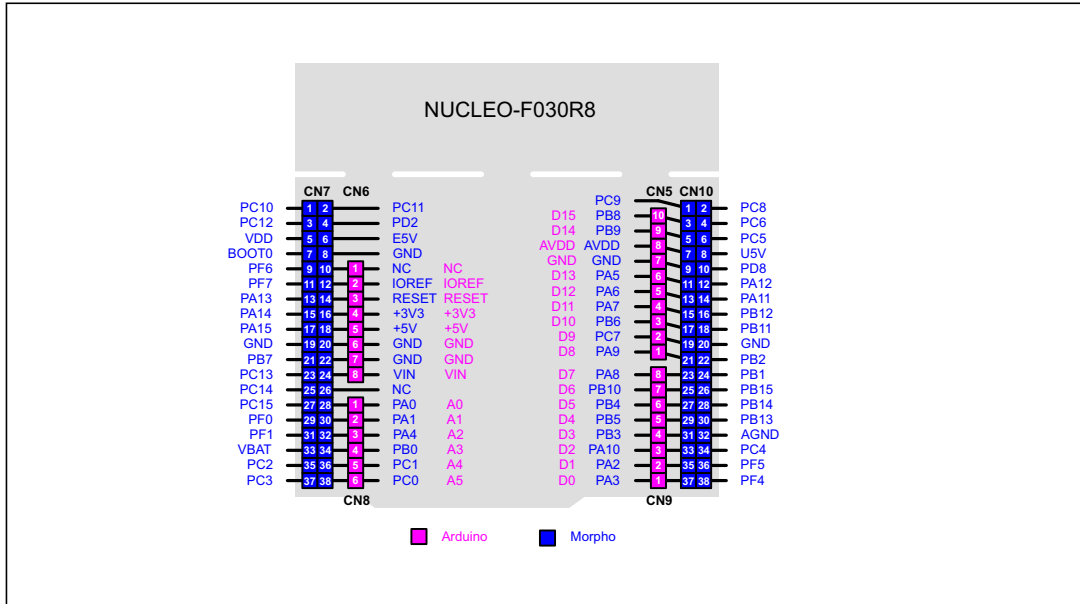 NUCLEO-F030R8
CN7 CN6 CN5 CN10
PC9
PC10 1 2 PC11 1 2 PC8
PC12 3 4 PD2 D15 PB8 10 3 4 PC6
VDD 5 6 E5V D14 PB9 9 5 6 PC5
BOOT0 7 8 GND AVDD AVDD 8 7 8 U5V
PF6 9 10 1 NC NC GND GND 7 9 10 PD8
PF7 11 12 2 IOREF IOREF D13 PA5 6 11 12 PA12
PA13 13 14 3 RESET RESET D12 PA6 5 13 14 PA11
PA14 15 16 4 +3V3 +3V3 D11 PA7 4 15 16 PB12
PA15 17 18 5 +5V +5V D10 PB6 3 17 18 PB11
GND 19 20 6 GND GND D9 PC7 2 19 20 GND
PB7 21 22 7 GND GND D8 PA9 1 21 22 PB2
PC13 23 24 8 VIN VIN D7 PA8 8 23 24 PB1
PC14 25 26 NC D6 PB10 7 25 26 PB15
PC15 27 28 1 PA0 A0 D5 PB4 6 27 28 PB14
PF0 29 30 2 PA1 A1 D4 PB5 5 29 30 PB13
PF1 31 32 3 PA4 A2 D3 PB3 4 31 32 AGND
VBAT 33 34 4 PB0 A3 D2 PA10 3 33 34 PC4
PC2 35 36 5 PC1 A4 D1 PA2 2 35 36 PF5
PC3 37 38 6 PC0 A5 D0 PA3 1 37 38 PF4
CN8 CN9
Arduino Morpho